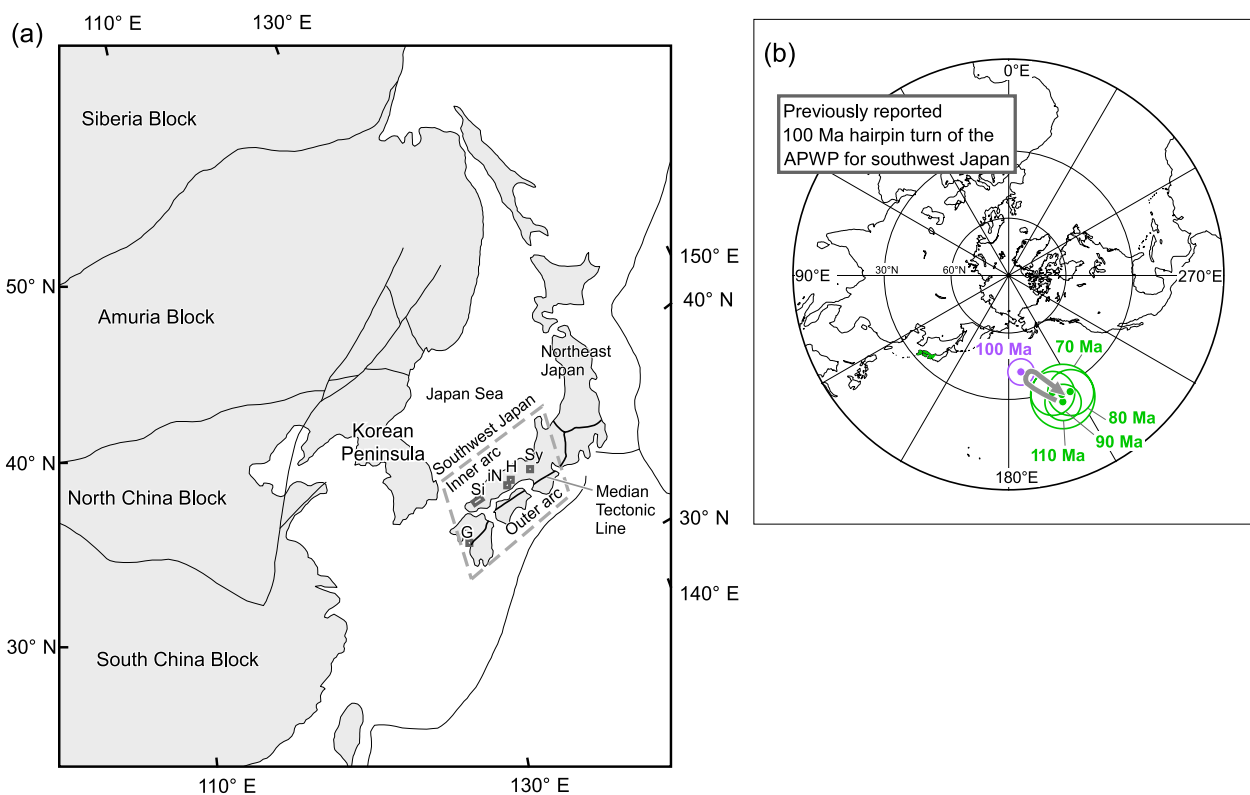 110° E
130° E
(a)
Siberia Block
150° E
50° N
40° N
Amuria Block
Northeast
Japan
Japan Sea
Korean
Peninsula
Southwest Japan
Inner arc
Sy
H
iN
Si
40° N
North China Block
Median
Tectonic
Line
Outer arc
G
30° N
140° E
30° N
South China Block
110° E
130° E
(b)
0°E
Previously reported
100 Ma hairpin turn of the
APWP for southwest Japan
90°E
30°N
60°N
270°E
100 Ma
70 Ma
80 Ma
90 Ma
110 Ma
180°E